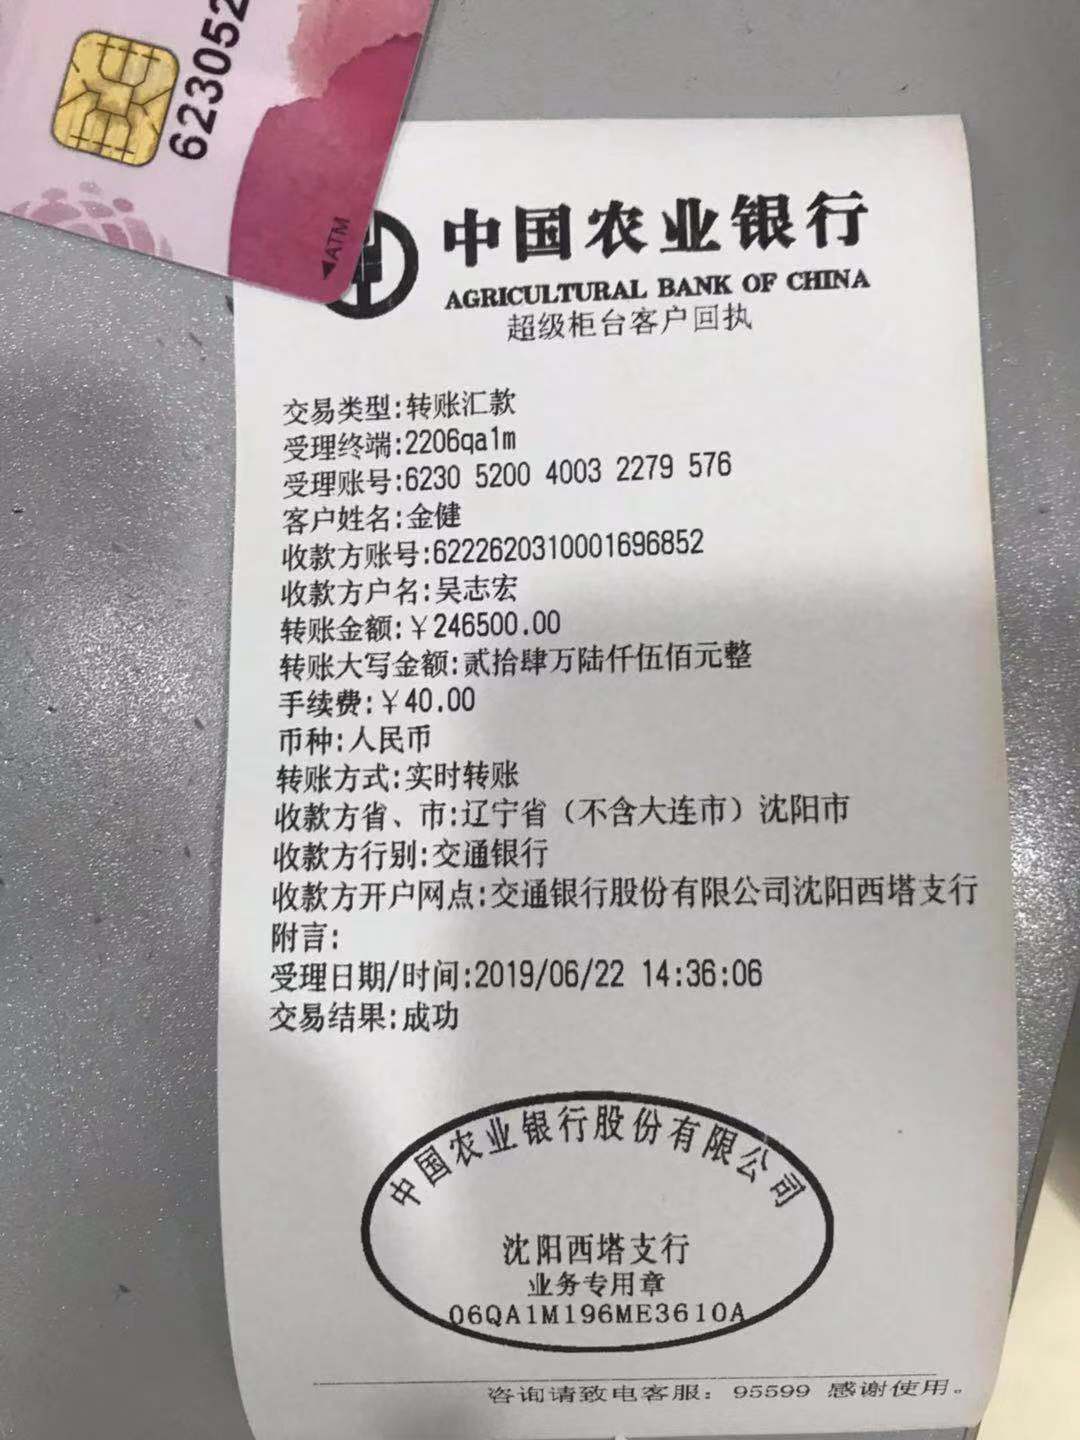 623052
ATM
中国农业银行
AGRICULTURAL BANK OF CHINA
超级柜台客户回执
交易类型:转账汇款
受理终端:2206qa1m
受理账号:6230 5200 4003 2279 576
客户姓名:金健
收款方账号:6222620310001696852
收款方户名:吴志宏
转账金额:￥246500.00
转账大写金额:贰拾肆万陆仟伍佰元整
手续费:￥40.00
币种:人民币
转账方式:实时转账
收款方省、市:辽宁省（不含大连市）沈阳市
收款方行别:交通银行
收款方开户网点:交通银行股份有限公司沈阳西塔支行
附言:
受理日期/时间:2019/06/22 14:36:06
交易结果:成功
中国农业银行股份有限公司
沈阳西塔支行
业务专用章
06QA1M196ME3610A
咨询请致电客服：95599 感谢使用。